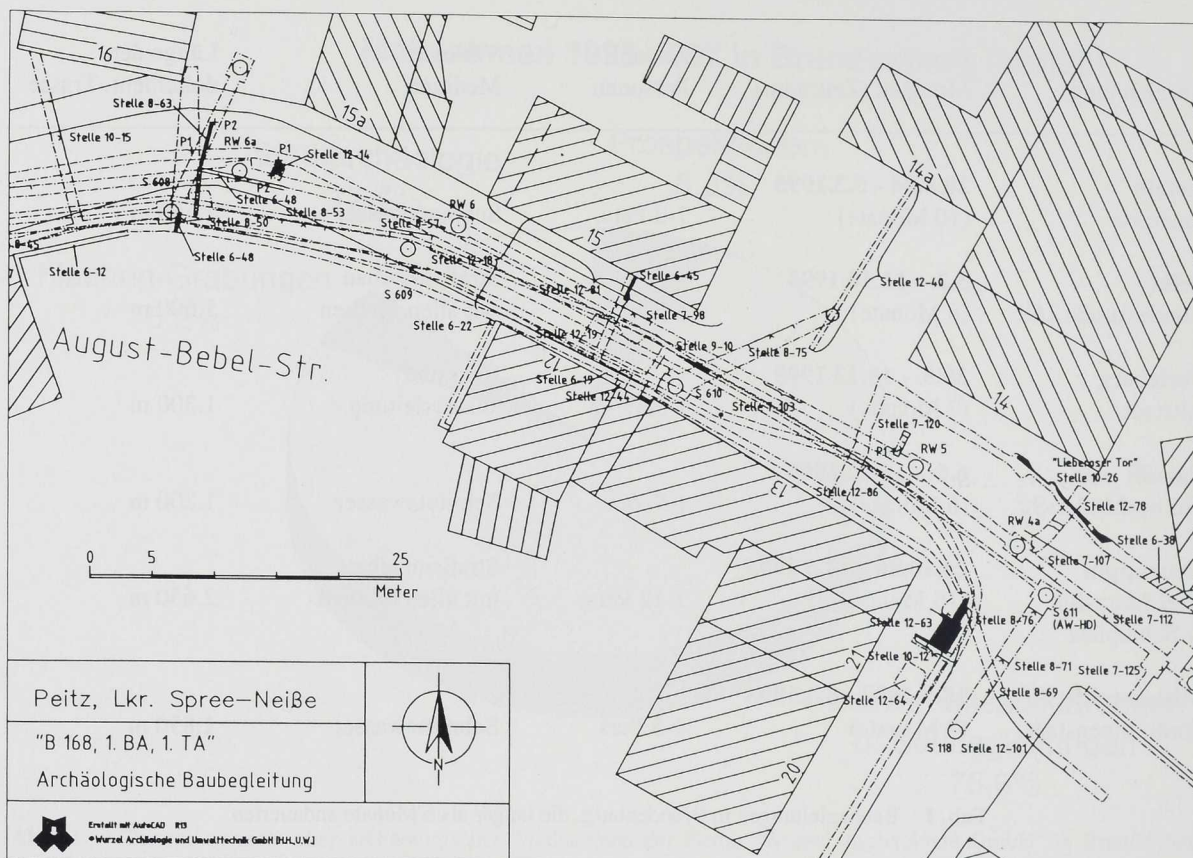 16
Stelle 8-63
15a
P2
P1
RW 6a
P1
Stelle 12-14
Stelle 10-15
S 608
P2
Stelle 6-48
Stelle 8-53
Stelle 8-50
RW 6
14a
8-45
Stelle 6-12
Stelle 6-48
Stelle 12-18
15
Stelle 6-45
Stelle 12-40
S 609
Stelle 12-81
Stelle 7-98
Stelle 6-22
Stelle 12-19
Stelle 9-10
Stelle 8-75
August-Bebel-Str.
12
Stelle 6-19
S 610
Stelle 12-44
Stelle 7-103
14
Stelle 7-120
P1
RW 5
"Lieberoser Tor"
Stelle 10-26
13
Stelle 12-86
Stelle 12-78
RW 4a
Stelle 6-38
0 5 25
Meter
Stelle 7-107
S 611
(AW-HD)
Stelle 12-63
Stelle 8-76
Stelle 7-112
21
Stelle 10-12
Stelle 8-71
Stelle 7-125
Stelle 12-64
Stelle 8-69
S 118
Stelle 12-101
20
Peitz, Lkr. Spree-Neiße
"B 168, 1. BA, 1. TA"
Archäologische Baubegleitung
N
Erstellt mit AutoCAD R13
Wurzel Archäologie und Umwelttechnik GmbH [H.H., U.W.]